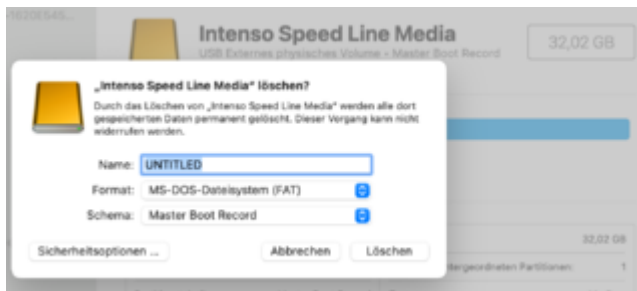 Intenso Speed Line Media
USB Externes physisches Volume • Master Boot Record
32,02 GB
„Intenso Speed Line Media“ löschen?
Durch das Löschen von „Intenso Speed Line Media“ werden alle dort
gespeicherten Daten permanent gelöscht. Dieser Vorgang kann nicht
widerrufen werden.
Name: UNTITLED
Format: MS-DOS-Dateisystem (FAT)
Schema: Master Boot Record
Sicherheitsoptionen ...
Abbrechen
Löschen
32,02 GB
Partitionen:
1